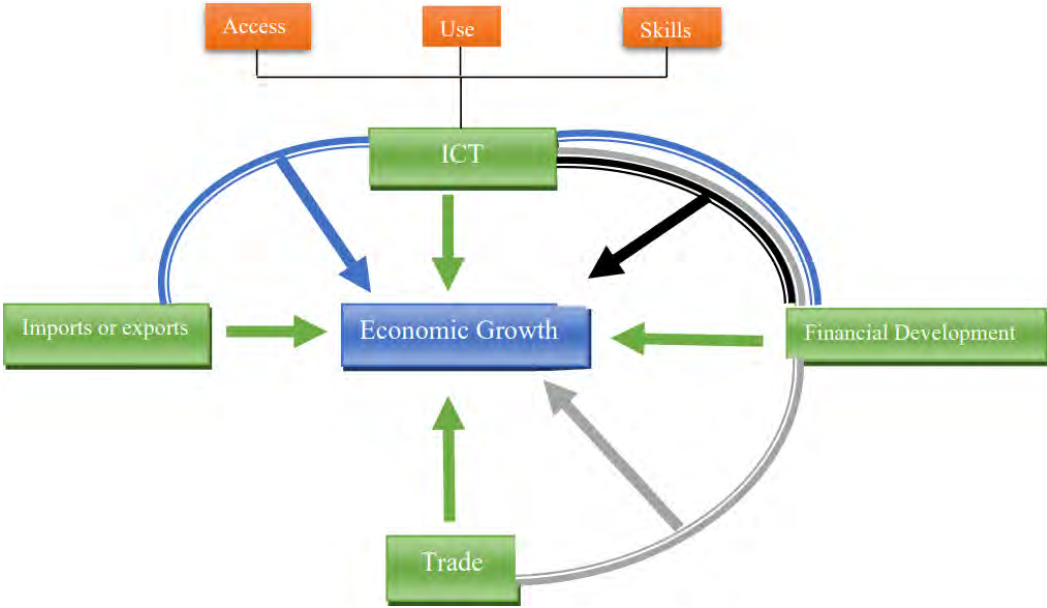 Access
Use
Skills
ICT
Imports or exports
Economic Growth
Financial Development
Trade